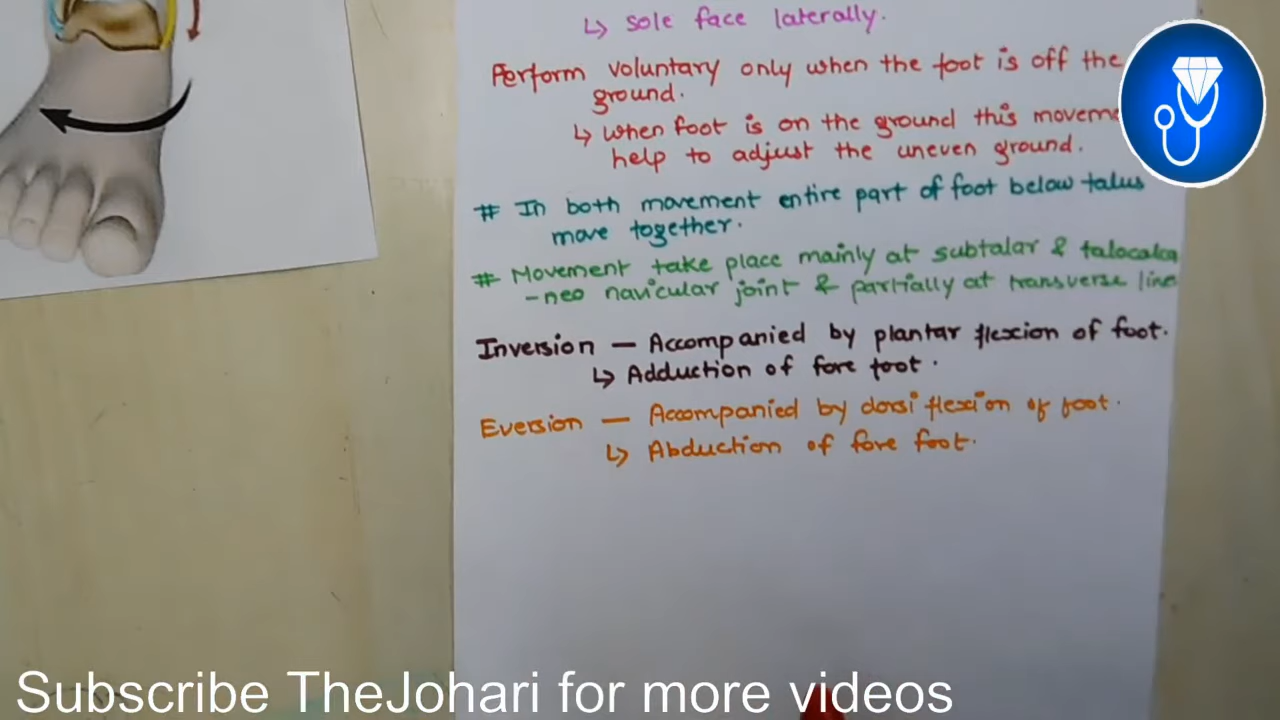 ↳ sole face laterally.
Perform voluntary only when the foot is off the
ground.
↳ when foot is on the ground this
help to adjust the uneven ground.
# In both movement entire part of foot below talus
move together.
# Movement take place mainly at subtalar & talocalca
-neo navicular joint & partially at transverse line
Inversion — Accompanied by plantar flexion of foot.
↳ Adduction of fore foot.
Eversion — Accompanied by dorsi flexion of foot.
↳ Abduction of fore foot.
Subscribe TheJohari for more videos